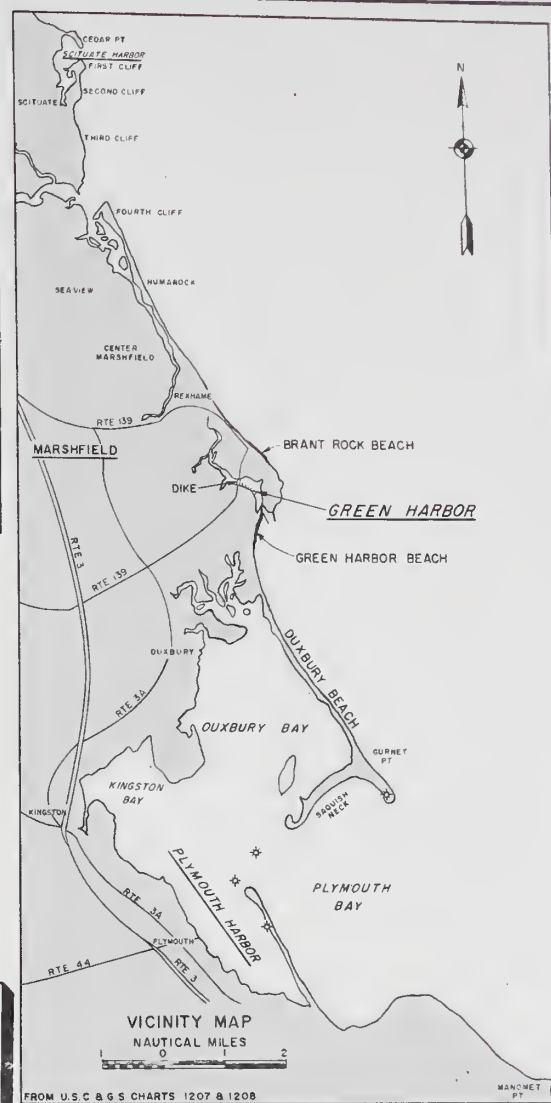 CEDAR PT
SCITUATE HARBOR
FIRST CLIFF
SECOND CLIFF
SCITUATE
THIRD CLIFF
N
FOURTH CLIFF
HUMAROCK
SEAVIEW
CENTER
MARSHFIELD
REXHAME
RTE 139
BRANT ROCK BEACH
MARSHFIELD
DIKE
GREEN HARBOR
RTE 3
GREEN HARBOR BEACH
RTE 139
DUXBURY
DUXBURY BEACH
RTE 3A
DUXBURY BAY
GURNET
PT
KINGSTON
BAY
SAQUISH
NECK
KINGSTON
PLYMOUTH HARBOR
PLYMOUTH
BAY
RTE 3A
PLYMOUTH
RTE 44
RTE 3
VICINITY MAP
NAUTICAL MILES
1 0 1 2
FROM U.S.C & G S CHARTS 1207 & 1208
MANOMET
PT